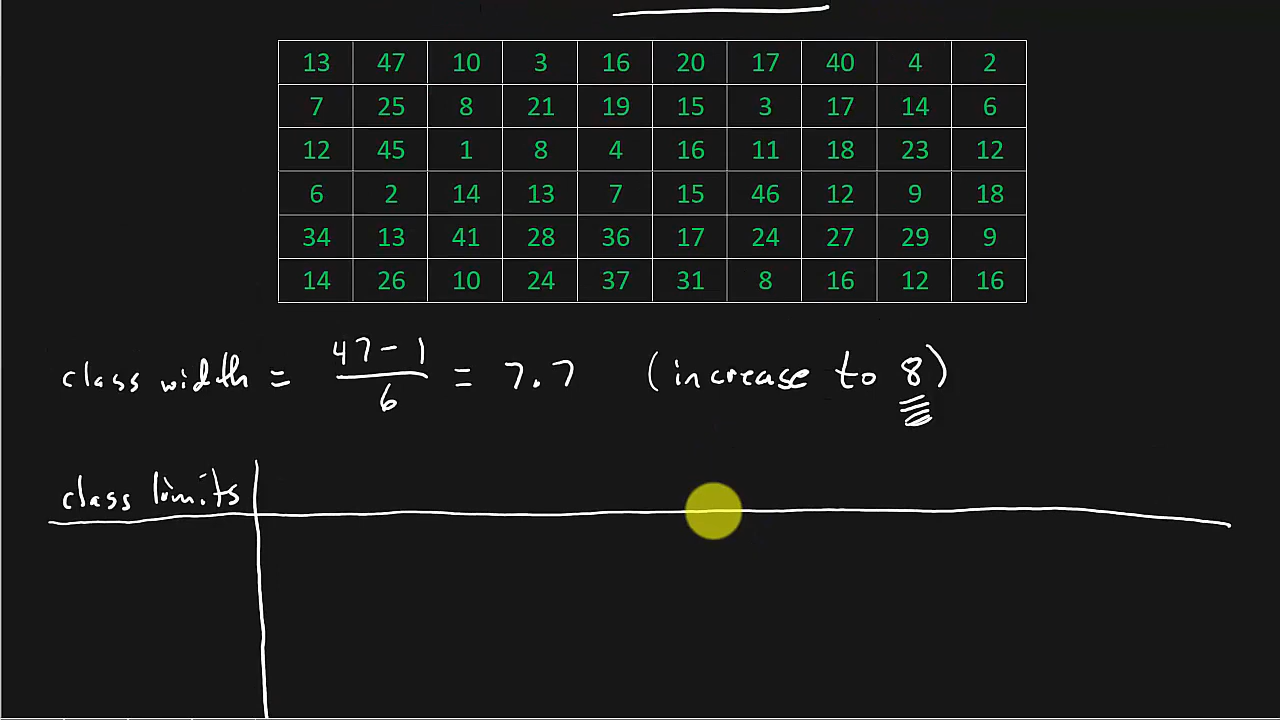 13 47 10 3 16 20 17 40 4 2
7 25 8 21 19 15 3 17 14 6
12 45 1 8 4 16 11 18 23 12
6 2 14 13 7 15 46 12 9 18
34 13 41 28 36 17 24 27 29 9
14 26 10 24 37 31 8 16 12 16
class width = 47 - 1 / 6 = 7.7 (increase to 8)
class limits